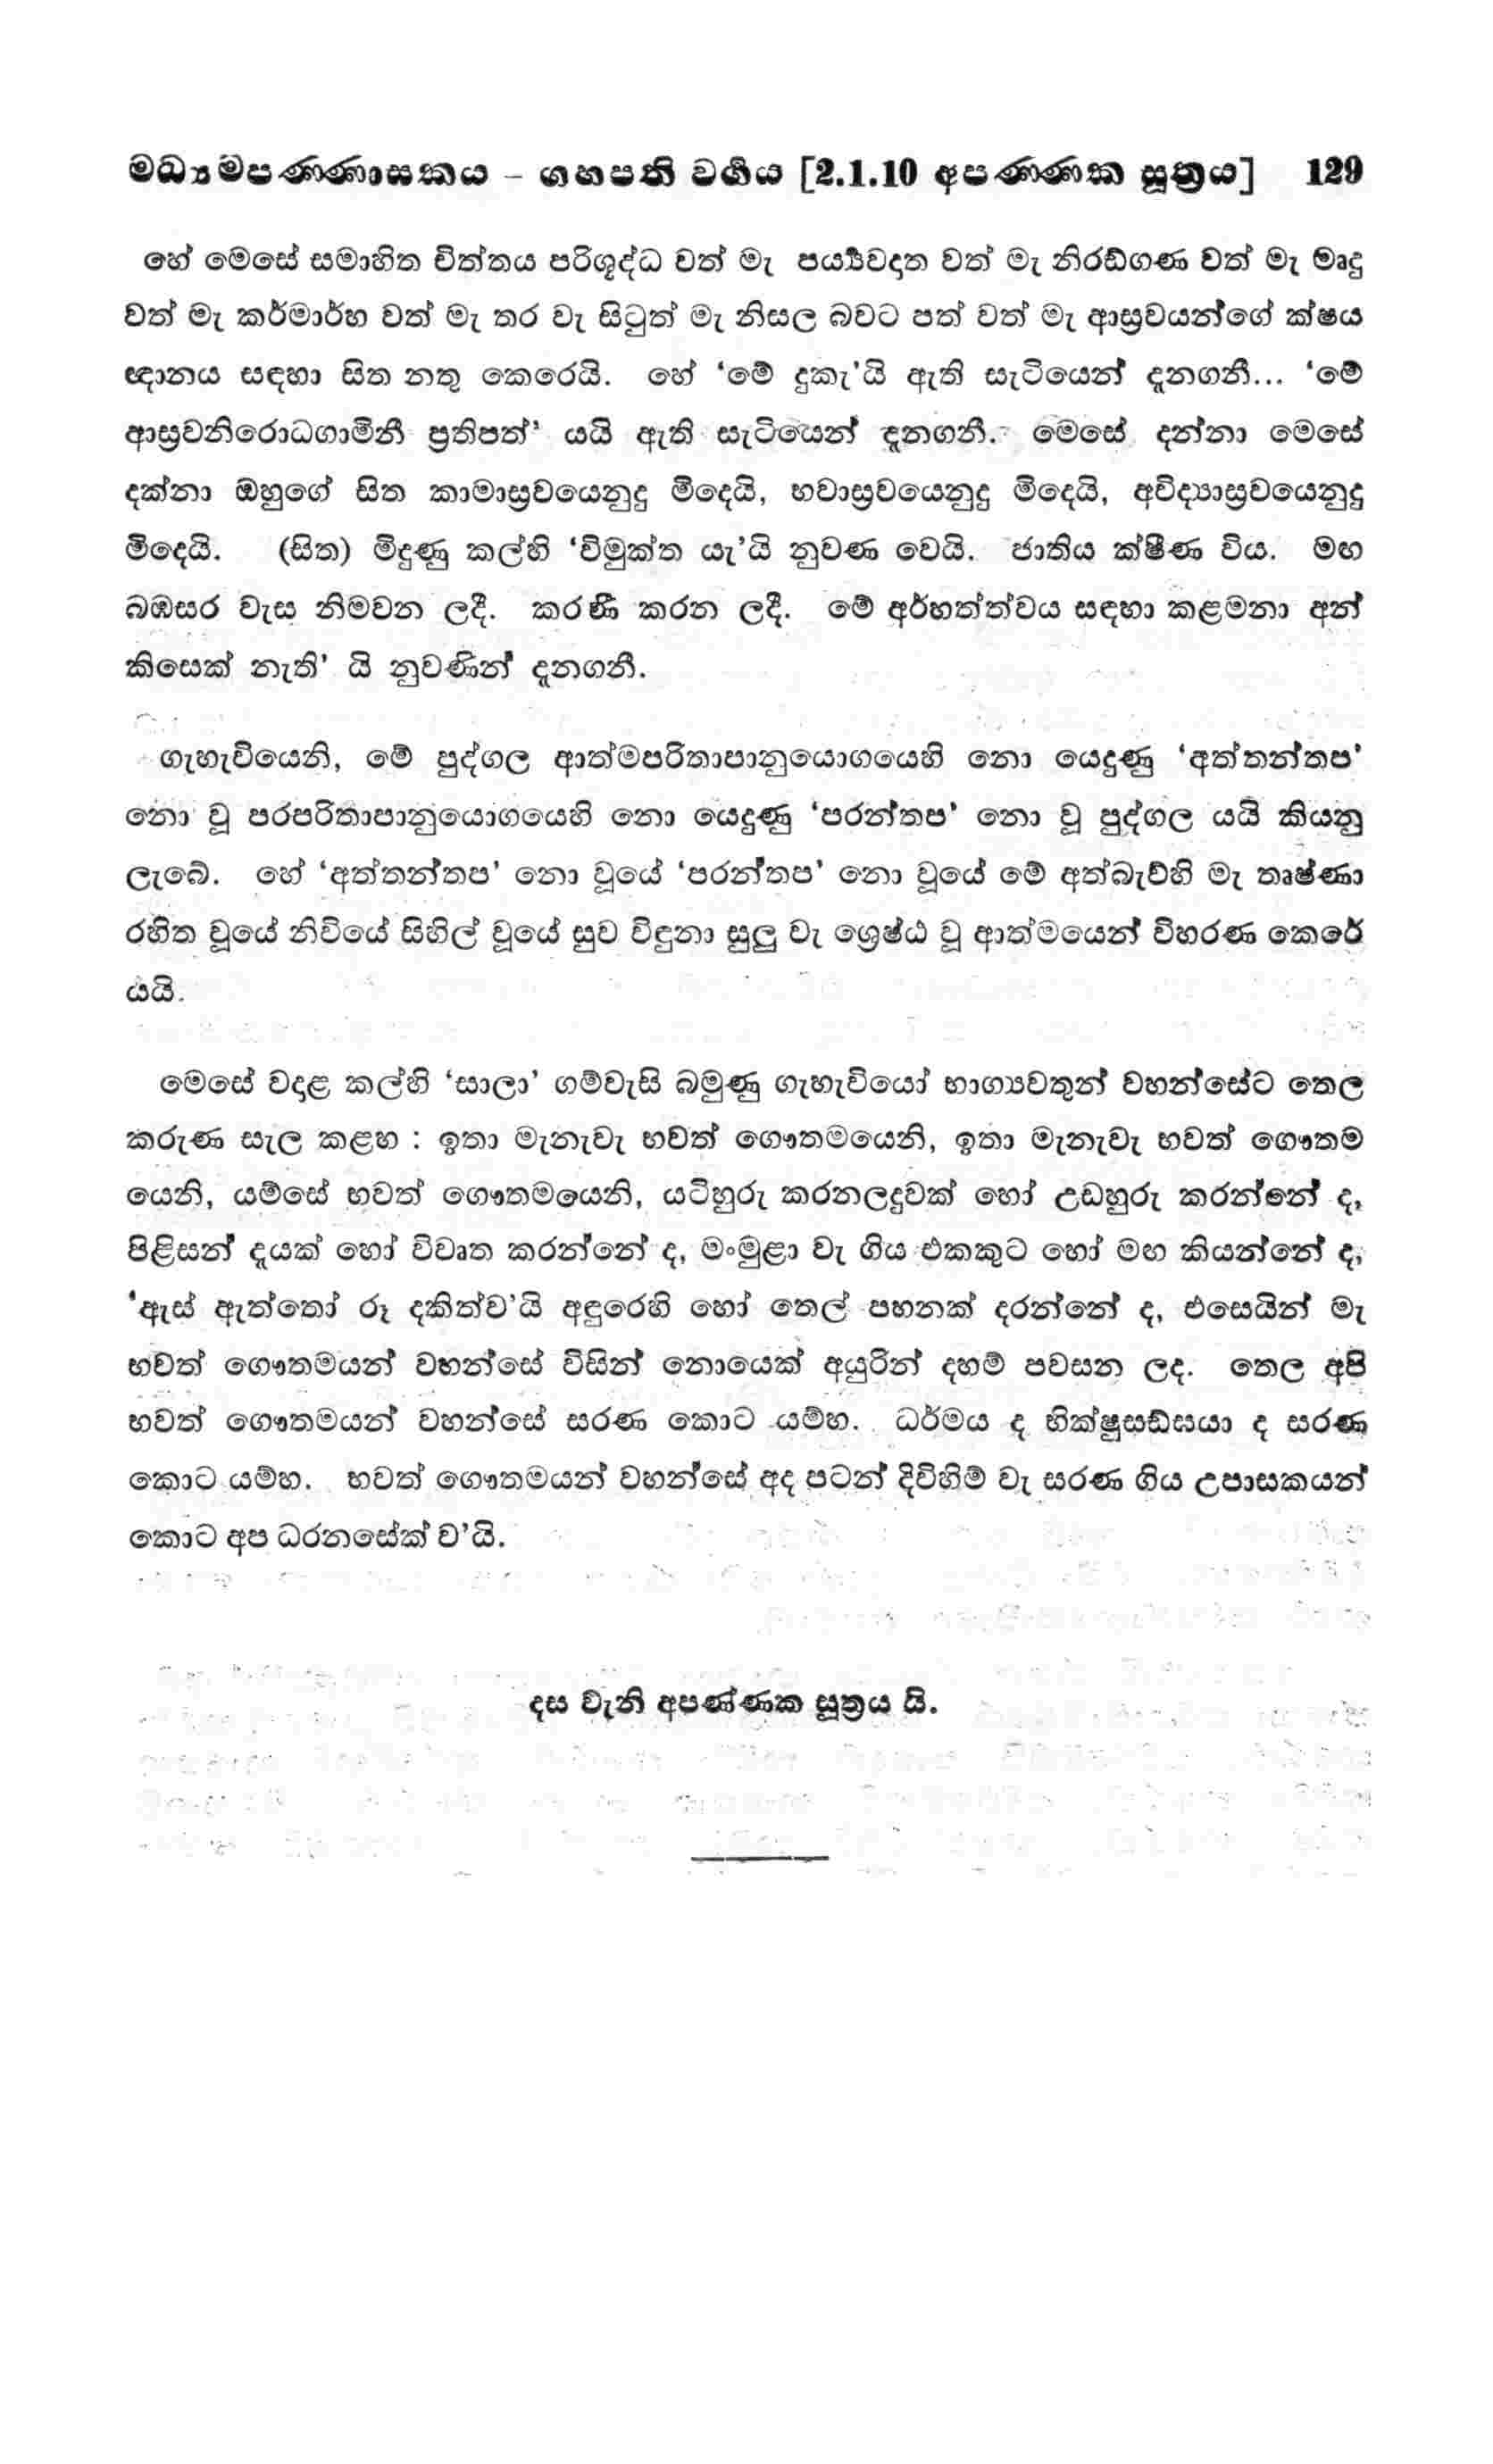 මධ්‍යමපණ්ණාසකය – ගහපති වර්‍ගය [2.1.10 අපණ්ණක සූත්‍රය] 129
හේ මෙසේ සමාහිත චිත්තය පරිශුද්ධ වත් මැ පර්‍ය්‍යවදාත වත් මැ නිරඞ්ගණ වත් මැ මෘදු
වත් මැ කර්මාර්හ වත් මැ තර වැ සිටුත් මැ නිසල බවට පත් වත් මැ ආස්‍රවයන්ගේ ක්ෂය
ඥානය සඳහා සිත නතු කෙරෙයි. හේ ‘මේ දුකැ’යි ඇති සැටියෙන් දැනගනී... ‘මේ
ආස්‍රවනිරොධගාමිනී ප්‍රතිපත්’ යයි ඇති සැටියෙන් දැනගනී. මෙසේ දන්නා මෙසේ
දක්නා ඔහුගේ සිත කාමාස්‍රවයෙනුදු මිදෙයි, භවාස්‍රවයෙනුදු මිදෙයි, අවිද්‍යාස්‍රවයෙනුදු
මිදෙයි. (සිත) මිදුණු කල්හි ‘විමුක්ත යැ’යි නුවණ වෙයි. ජාතිය ක්ෂීණ විය. මඟ
බඹසර වැස නිමවන ලදී. කරණී කරන ලදී. මේ අර්හත්ත්වය සඳහා කළමනා අන්
කිසෙක් නැති’ යි නුවණින් දැනගනී.
ගැහැවියෙනි, මේ පුද්ගල ආත්මපරිතාපානුයොගයෙහි නො යෙදුණු ‘අත්තන්තප’
නො වූ පරපරිතාපානුයොගයෙහි නො යෙදුණු ‘පරන්තප’ නො වූ පුද්ගල යයි කියනු
ලැබේ. හේ ‘අත්තන්තප’ නො වූයේ ‘පරන්තප’ නො වූයේ මේ අත්බැව්හි මැ තෘෂ්ණා
රහිත වූයේ නිවියේ සිහිල් වූයේ සුව විඳුනා සුලු වැ ශ්‍රෙෂ්ඨ වූ ආත්මයෙන් විහරණ කෙරේ
යයි.
මෙසේ වදාළ කල්හි ‘සාලා’ ගම්වැසි බමුණු ගැහැවියෝ භාග්‍යවතුන් වහන්සේට තෙල
කරුණ සැල කළහ : ඉතා මැනැවැ භවත් ගෞතමයෙනි, ඉතා මැනැවැ භවත් ගෞතම
යෙනි, යම්සේ භවත් ගෞතමයෙනි, යටිහුරු කරනලදුවක් හෝ උඩහුරු කරන්නේ ද,
පිළිසන් දැයක් හෝ විවෘත කරන්නේ ද, මංමුළා වැ ගිය එකකුට හෝ මඟ කියන්නේ ද,
‘ඇස් ඇත්තෝ රූ දකිත්ව’යි අඳුරෙහි හෝ තෙල් පහනක් දරන්නේ ද, එසෙයින් මැ
භවත් ගෞතමයන් වහන්සේ විසින් නොයෙක් අයුරින් දහම් පවසන ලද. තෙල අපි
භවත් ගෞතමයන් වහන්සේ සරණ කොට යම්හ. ධර්මය ද භික්ෂුසඞ්ඝයා ද සරණ
කොට යම්හ. භවත් ගෞතමයන් වහන්සේ අද පටන් දිවිහිම් වැ සරණ ගිය උපාසකයන්
කොට අප ධරනසේක් ව’යි.
දස වැනි අපණ්ණක සූත්‍රය යි.